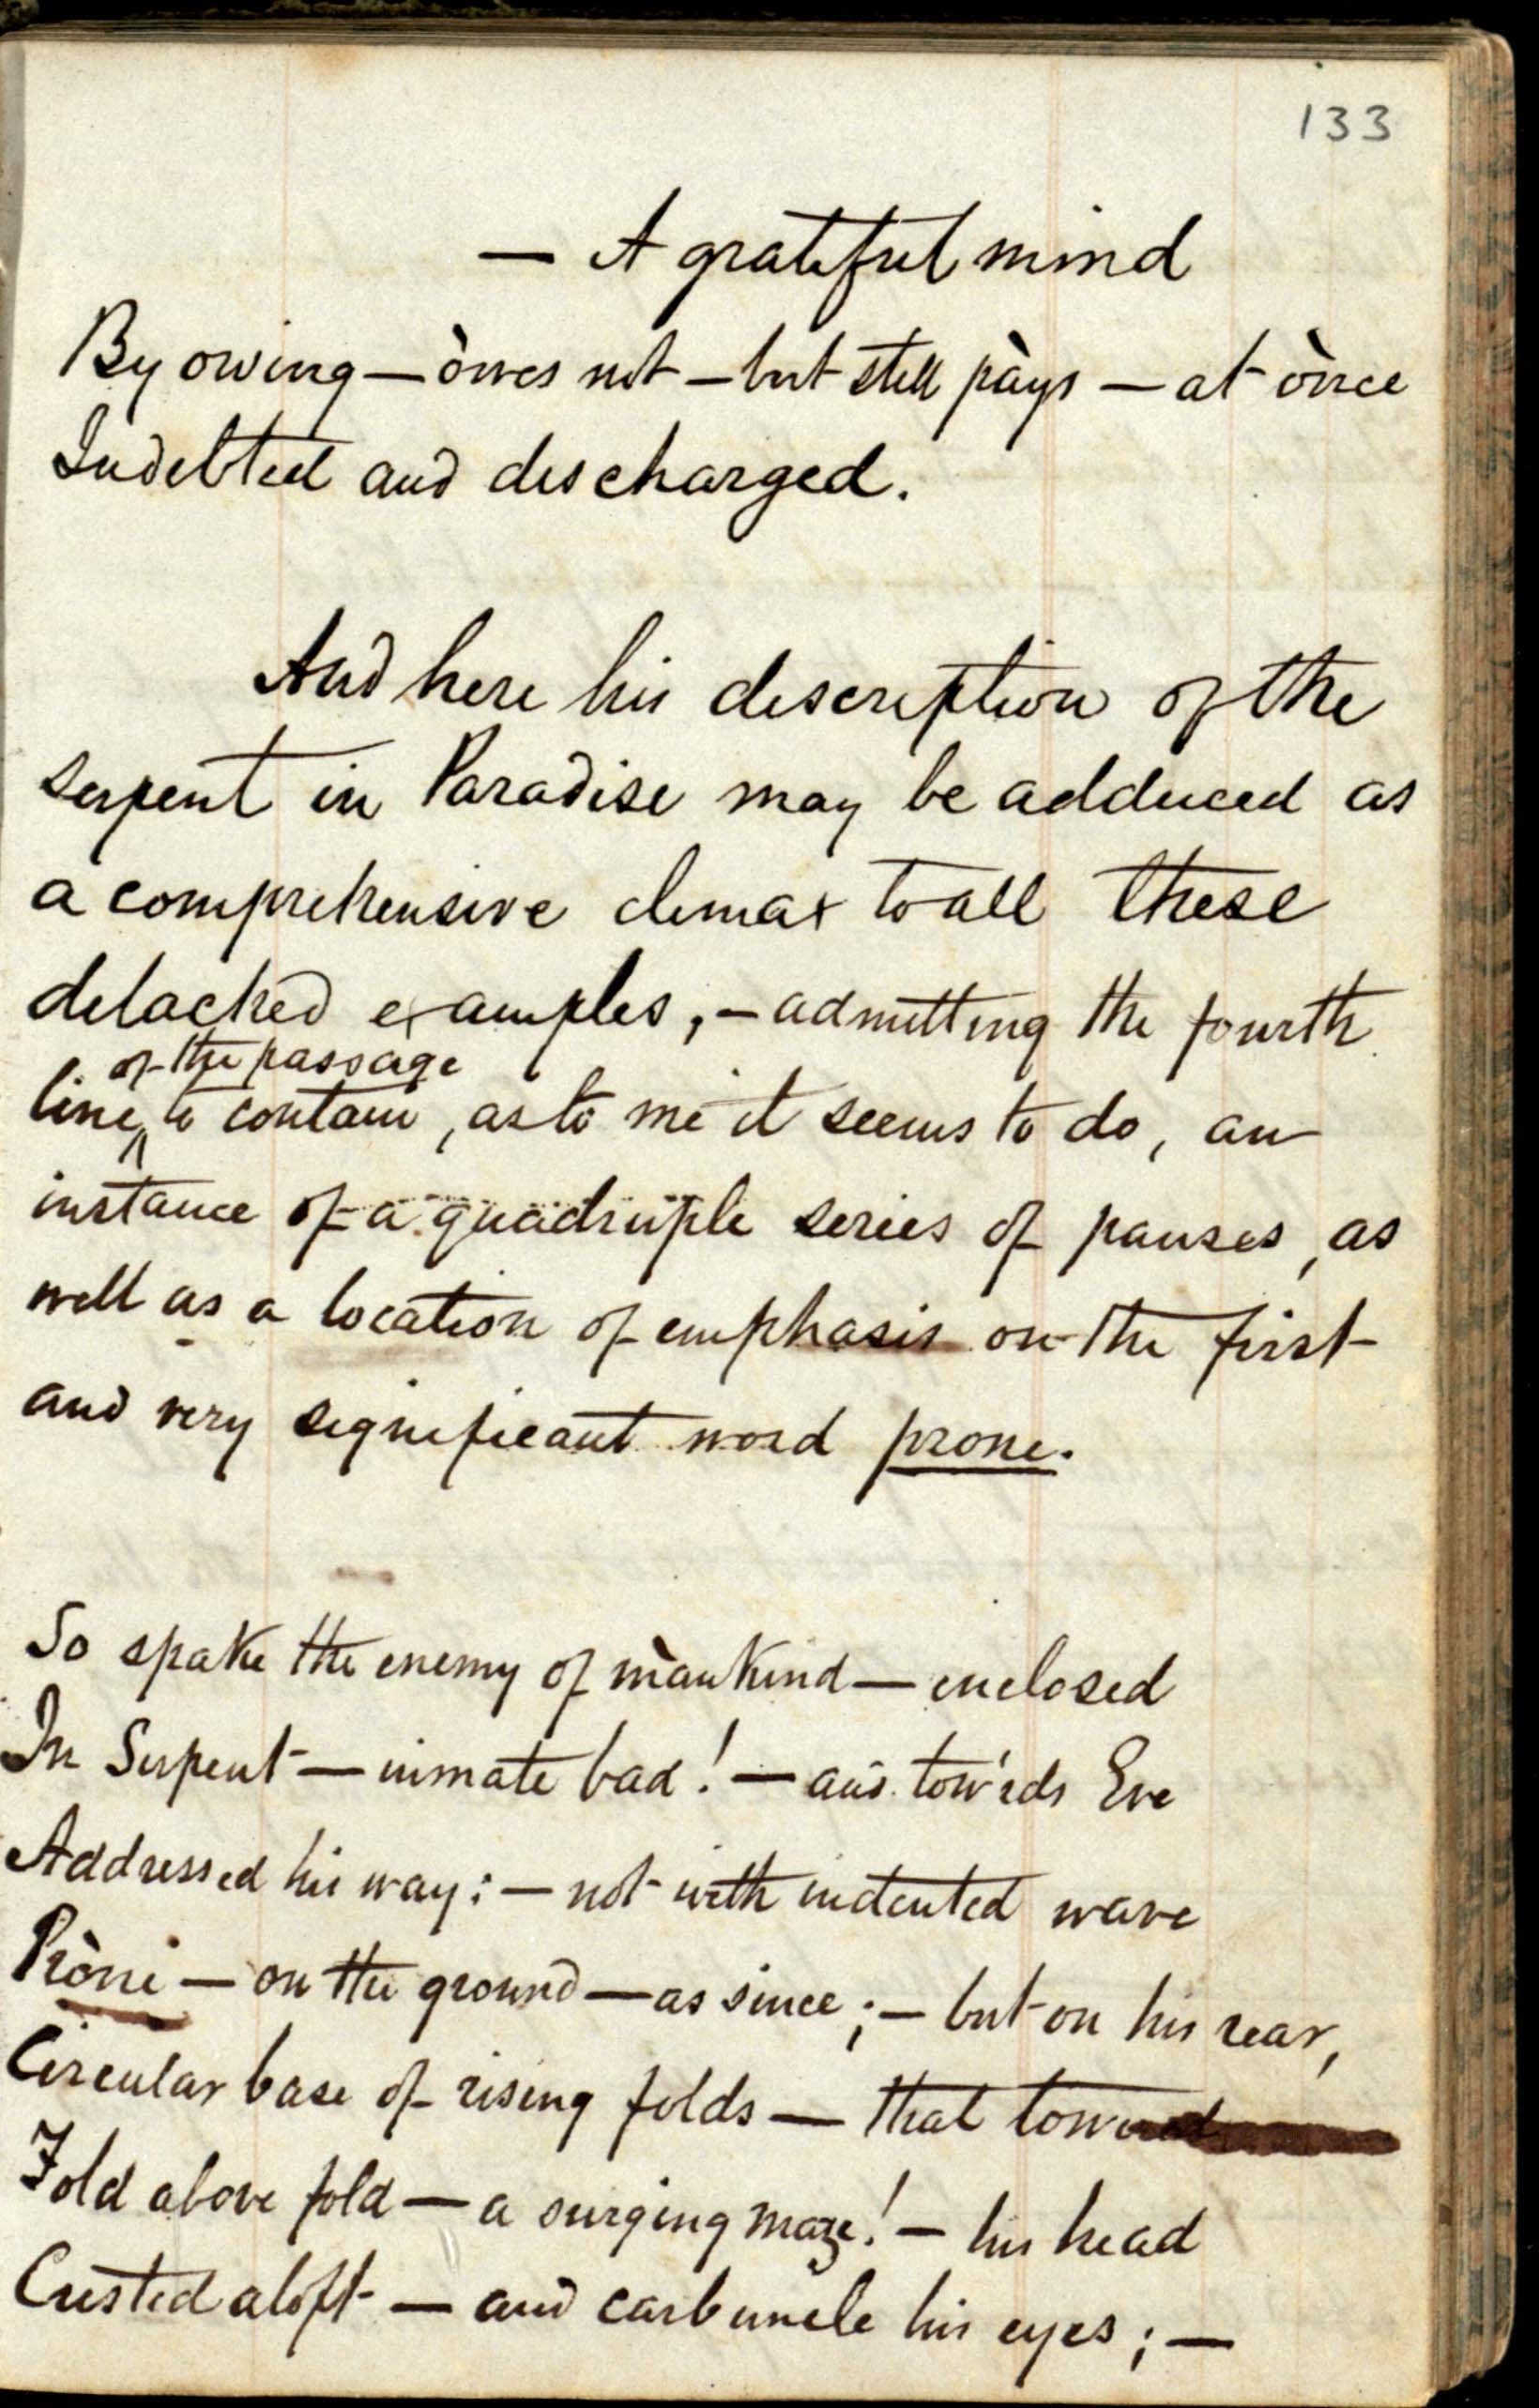 133
— A grateful mind
By owing — òwes not — but still pàys — at ònce
Indebted and discharged.
And here his description of the
serpent in Paradise may be adduced as
a comprehensive climax to all these
detached examples, — admitting the fourth
of the passage
line to contain, as to me it seems to do, an
instance of a quadruple series of pauses, as
well as a location of emphasis on the first
and very significant word prone.
So spake the enemy of mànkind — enclosed
In Serpent — inmate bad! — and tow'rds Eve
Addressed his way: — not with indented wave
Pròne — on the ground — as since; — but on his rear,
Circular base of rising folds — that towered
Fold above fold — a surging maze! — his head
Crested aloft — and carbuncle his eyes; —